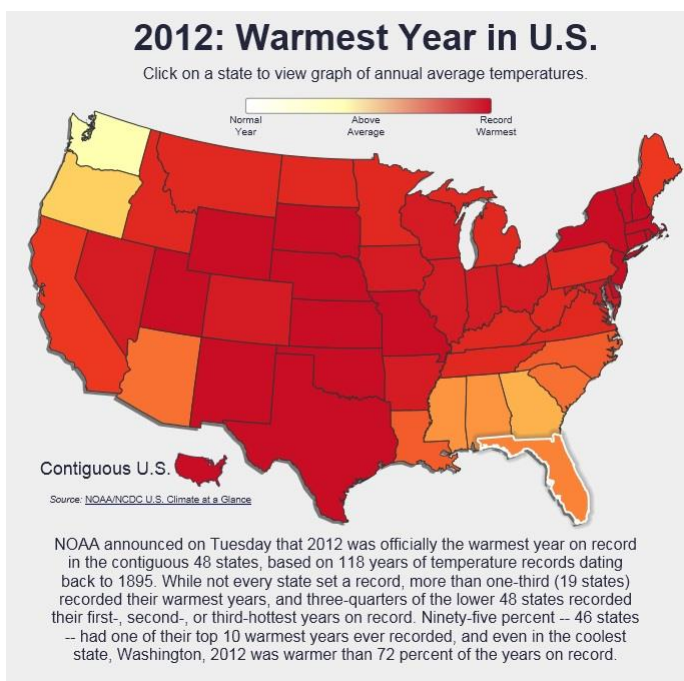 2012: Warmest Year in U.S.
Click on a state to view graph of annual average temperatures.
Normal Year
Above Average
Record Warmest
Contiguous U.S.
Source: NOAA/NCDC U.S. Climate at a Glance
NOAA announced on Tuesday that 2012 was officially the warmest year on record
in the contiguous 48 states, based on 118 years of temperature records dating
back to 1895. While not every state set a record, more than one-third (19 states)
recorded their warmest years, and three-quarters of the lower 48 states recorded
their first-, second-, or third-hottest years on record. Ninety-five percent -- 46 states
-- had one of their top 10 warmest years ever recorded, and even in the coolest
state, Washington, 2012 was warmer than 72 percent of the years on record.